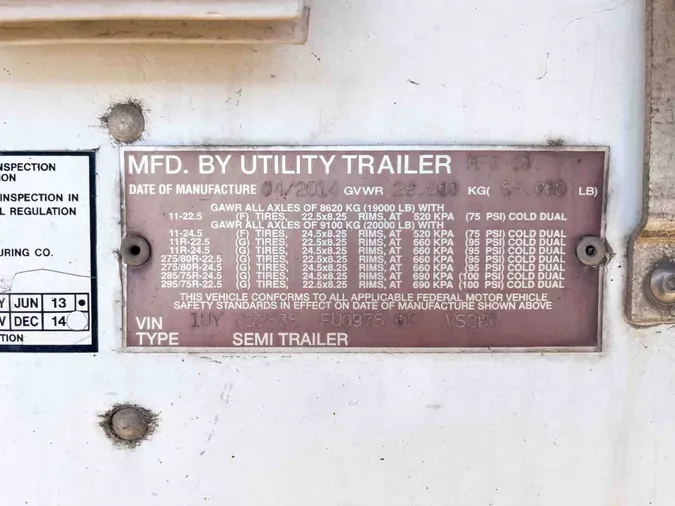 NSPECTION
ION
INSPECTION IN
L REGULATION
URING CO.
Y JUN 13
V DEC 14
CTION
MFD. BY UTILITY TRAILER
DATE OF MANUFACTURE 04/2014 GVWR KG( LB)
GAWR ALL AXLES OF 8620 KG (19000 LB) WITH
11-22.5 (F) TIRES, 22.5x8.25 RIMS, AT 520 KPA (75 PSI) COLD DUAL
GAWR ALL AXLES OF 9100 KG (20000 LB) WITH
11-24.5 (F) TIRES, 24.5x8.25 RIMS, AT 520 KPA (75 PSI) COLD DUAL
11R-22.5 (G) TIRES, 22.5x8.25 RIMS, AT 660 KPA (95 PSI) COLD DUAL
11R-24.5 (G) TIRES, 24.5x8.25 RIMS, AT 660 KPA (95 PSI) COLD DUAL
275/80R-22.5 (G) TIRES, 22.5x8.25 RIMS, AT 660 KPA (95 PSI) COLD DUAL
275/80R-24.5 (G) TIRES, 24.5x8.25 RIMS, AT 660 KPA (95 PSI) COLD DUAL
285/75R-24.5 (G) TIRES, 24.5x8.25 RIMS, AT 690 KPA (100 PSI) COLD DUAL
295/75R-22.5 (G) TIRES, 22.5x8.25 RIMS, AT 690 KPA (100 PSI) COLD DUAL
THIS VEHICLE CONFORMS TO ALL APPLICABLE FEDERAL MOTOR VEHICLE
SAFETY STANDARDS IN EFFECT ON DATE OF MANUFACTURE SHOWN ABOVE
VIN 1UY
TYPE SEMI TRAILER